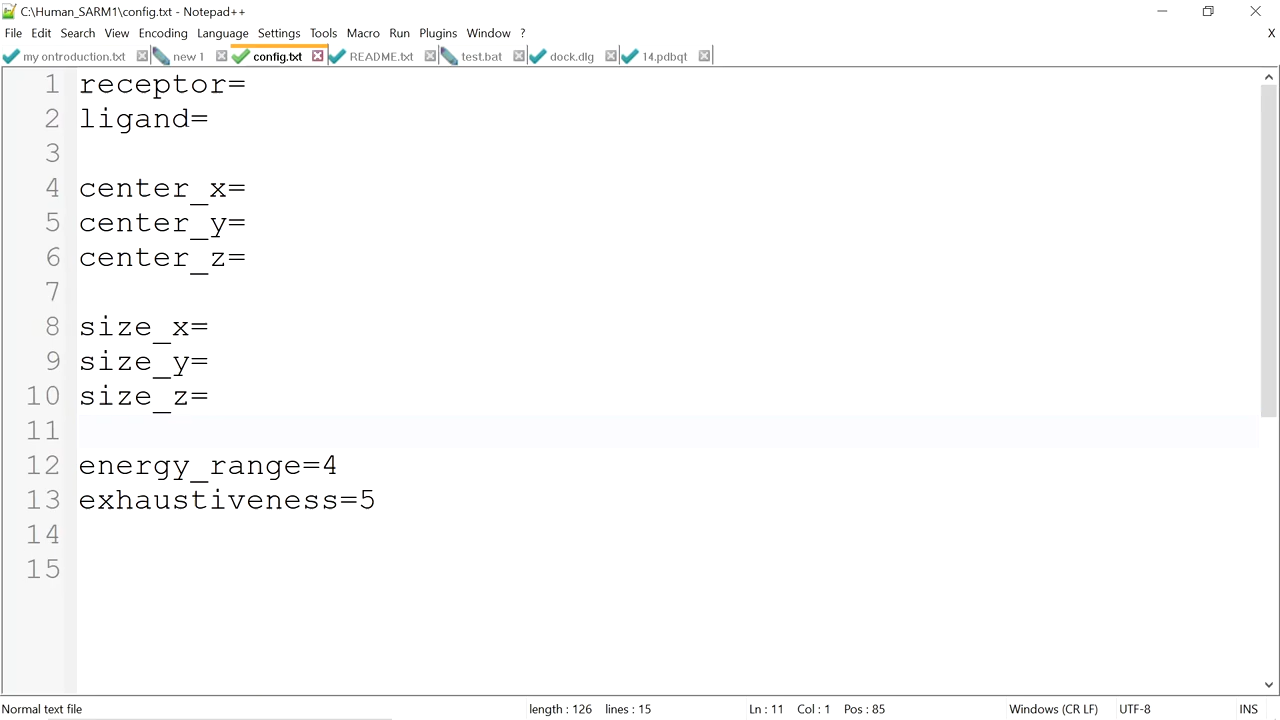 C:\Human_SARM1\config.txt - Notepad++
File Edit Search View Encoding Language Settings Tools Macro Run Plugins Window ? X
my ontroduction.txt new 1 config.txt README.txt test.bat dock.dlg 14.pdbqt
1 receptor=
2 ligand=
3
4 center_x=
5 center_y=
6 center_z=
7
8 size_x=
9 size_y=
10 size_z=
11
12 energy_range=4
13 exhaustiveness=5
14
15
Normal text file length : 126 lines : 15 Ln : 11 Col : 1 Pos : 85 Windows (CR LF) UTF-8 INS